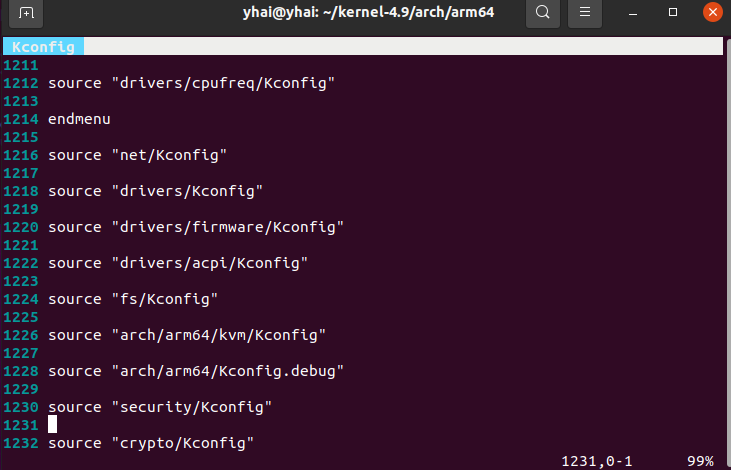 yhai@yhai: ~/kernel-4.9/arch/arm64
Kconfig
1211
1212 source "drivers/cpufreq/Kconfig"
1213
1214 endmenu
1215
1216 source "net/Kconfig"
1217
1218 source "drivers/Kconfig"
1219
1220 source "drivers/firmware/Kconfig"
1221
1222 source "drivers/acpi/Kconfig"
1223
1224 source "fs/Kconfig"
1225
1226 source "arch/arm64/kvm/Kconfig"
1227
1228 source "arch/arm64/Kconfig.debug"
1229
1230 source "security/Kconfig"
1231
1232 source "crypto/Kconfig"
1231,0-1 99%